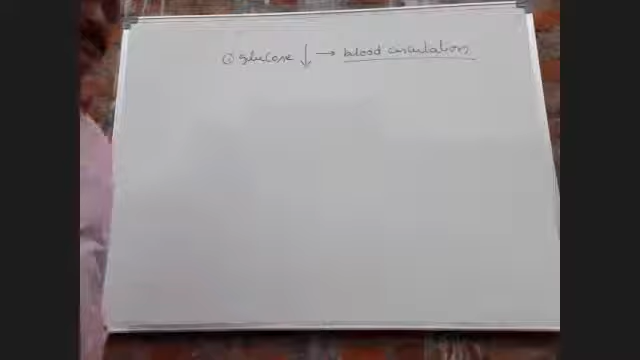 ① glucose ↓ → blood circulation